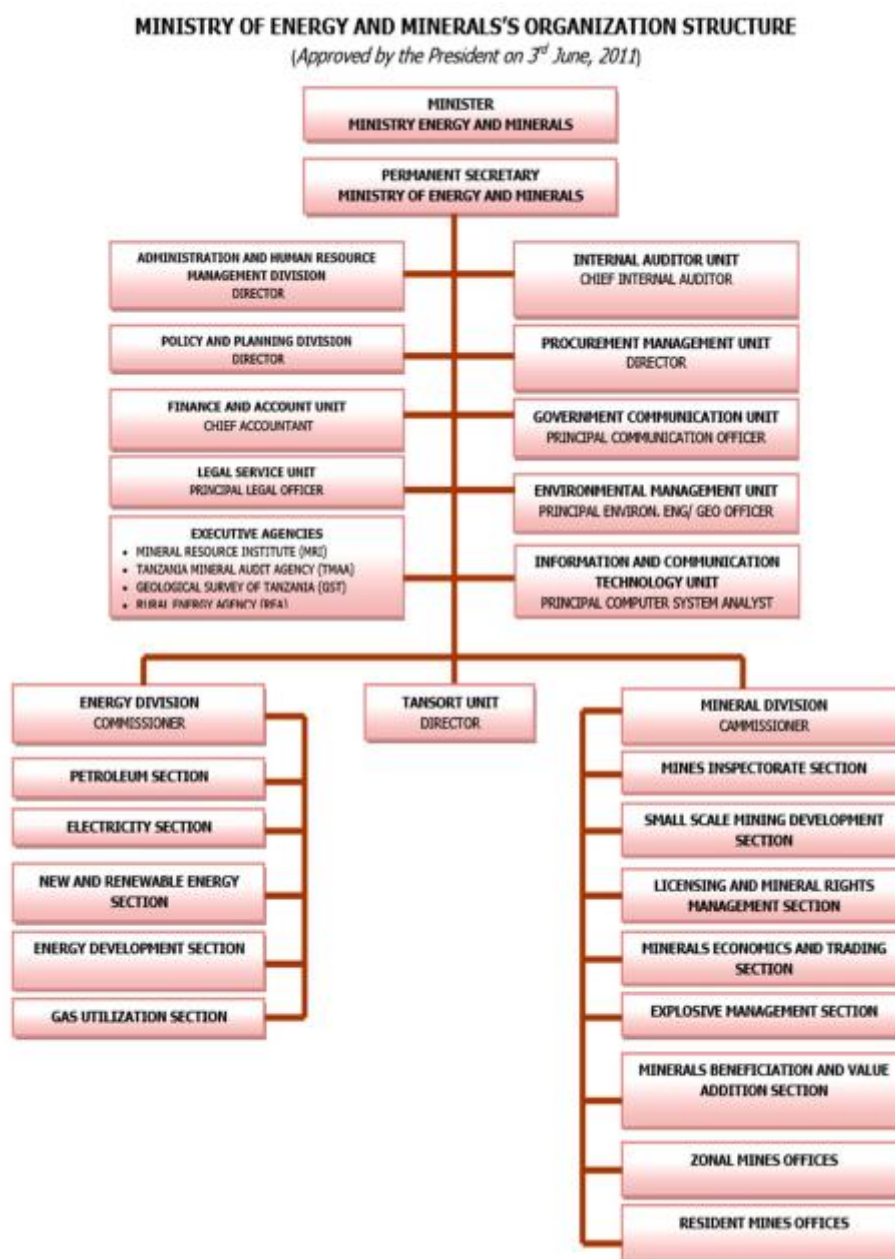 MINISTRY OF ENERGY AND MINERALS'S ORGANIZATION STRUCTURE
(Approved by the President on 3rd June, 2011)
MINISTER
MINISTRY ENERGY AND MINERALS
PERMANENT SECRETARY
MINISTRY OF ENERGY AND MINERALS
ADMINISTRATION AND HUMAN RESOURCE
MANAGEMENT DIVISION
DIRECTOR
INTERNAL AUDITOR UNIT
CHIEF INTERNAL AUDITOR
POLICY AND PLANNING DIVISION
DIRECTOR
PROCUREMENT MANAGEMENT UNIT
DIRECTOR
FINANCE AND ACCOUNT UNIT
CHIEF ACCOUNTANT
GOVERNMENT COMMUNICATION UNIT
PRINCIPAL COMMUNICATION OFFICER
LEGAL SERVICE UNIT
PRINCIPAL LEGAL OFFICER
ENVIRONMENTAL MANAGEMENT UNIT
PRINCIPAL ENVIRON. ENG/ GEO OFFICER
EXECUTIVE AGENCIES
• MINERAL RESOURCE INSTITUTE (MRI)
• TANZANIA MINERAL AUDIT AGENCY (TMAA)
• GEOLOGICAL SURVEY OF TANZANIA (GST)
• RURAL ENERGY AGENCY (REA)
INFORMATION AND COMMUNICATION
TECHNOLOGY UNIT
PRINCIPAL COMPUTER SYSTEM ANALYST
ENERGY DIVISION
COMMISSIONER
PETROLEUM SECTION
ELECTRICITY SECTION
NEW AND RENEWABLE ENERGY
SECTION
ENERGY DEVELOPMENT SECTION
GAS UTILIZATION SECTION
TANSORT UNIT
DIRECTOR
MINERAL DIVISION
CAMMISSIONER
MINES INSPECTORATE SECTION
SMALL SCALE MINING DEVELOPMENT
SECTION
LICENSING AND MINERAL RIGHTS
MANAGEMENT SECTION
MINERALS ECONOMICS AND TRADING
SECTION
EXPLOSIVE MANAGEMENT SECTION
MINERALS BENEFICIATION AND VALUE
ADDITION SECTION
ZONAL MINES OFFICES
RESIDENT MINES OFFICES